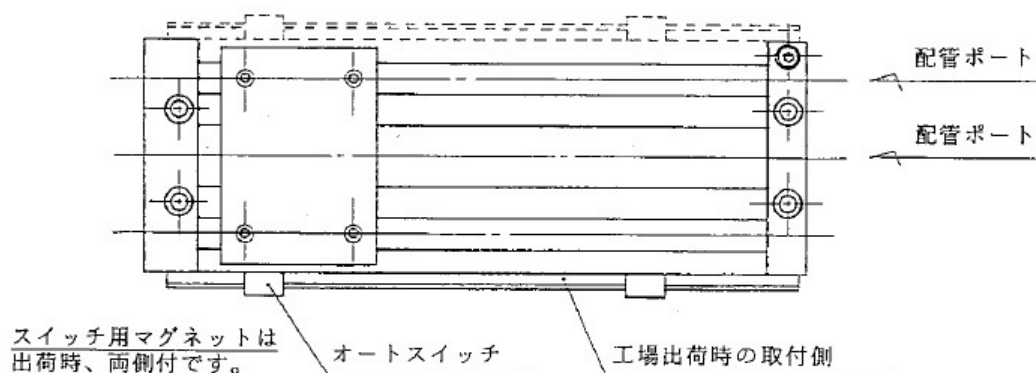 配管ポート
配管ポート
スイッチ用マグネットは
出荷時、両側付です。
オートスイッチ
工場出荷時の取付側